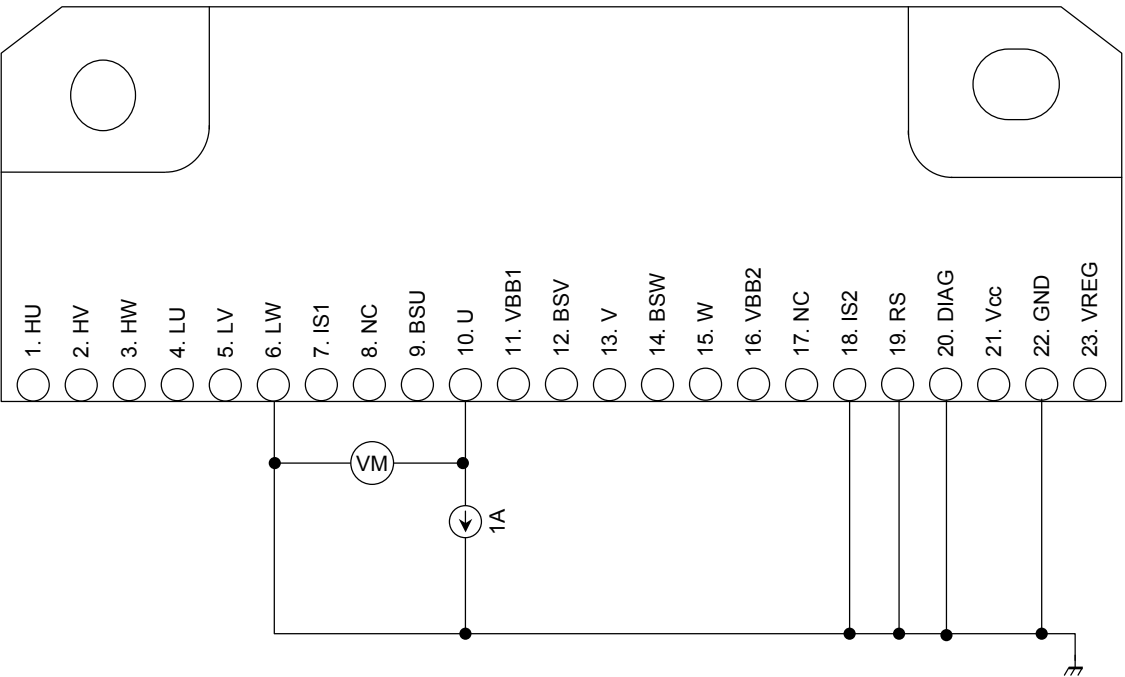 1. HU
2. HV
3. HW
4. LU
5. LV
6. LW
7. IS1
8. NC
9. BSU
10. U
11. VBB1
12. BSV
13. V
14. BSW
15. W
16. VBB2
17. NC
18. IS2
19. RS
20. DIAG
21. Vcc
22. GND
23. VREG
VM
1A